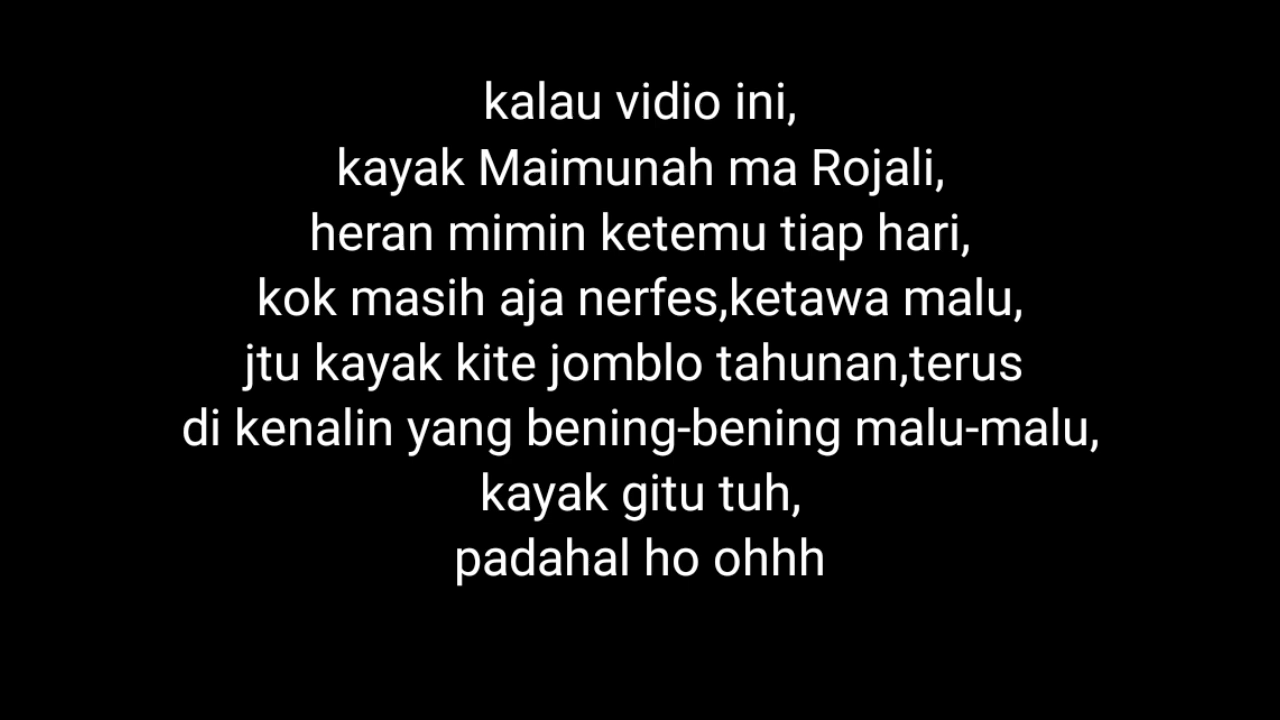 kalau vidio ini,
kayak Maimunah ma Rojali,
heran mimin ketemu tiap hari,
kok masih aja nerfes,ketawa malu,
jtu kayak kite jomblo tahunan,terus
di kenalin yang bening-bening malu-malu,
kayak gitu tuh,
padahal ho ohhh